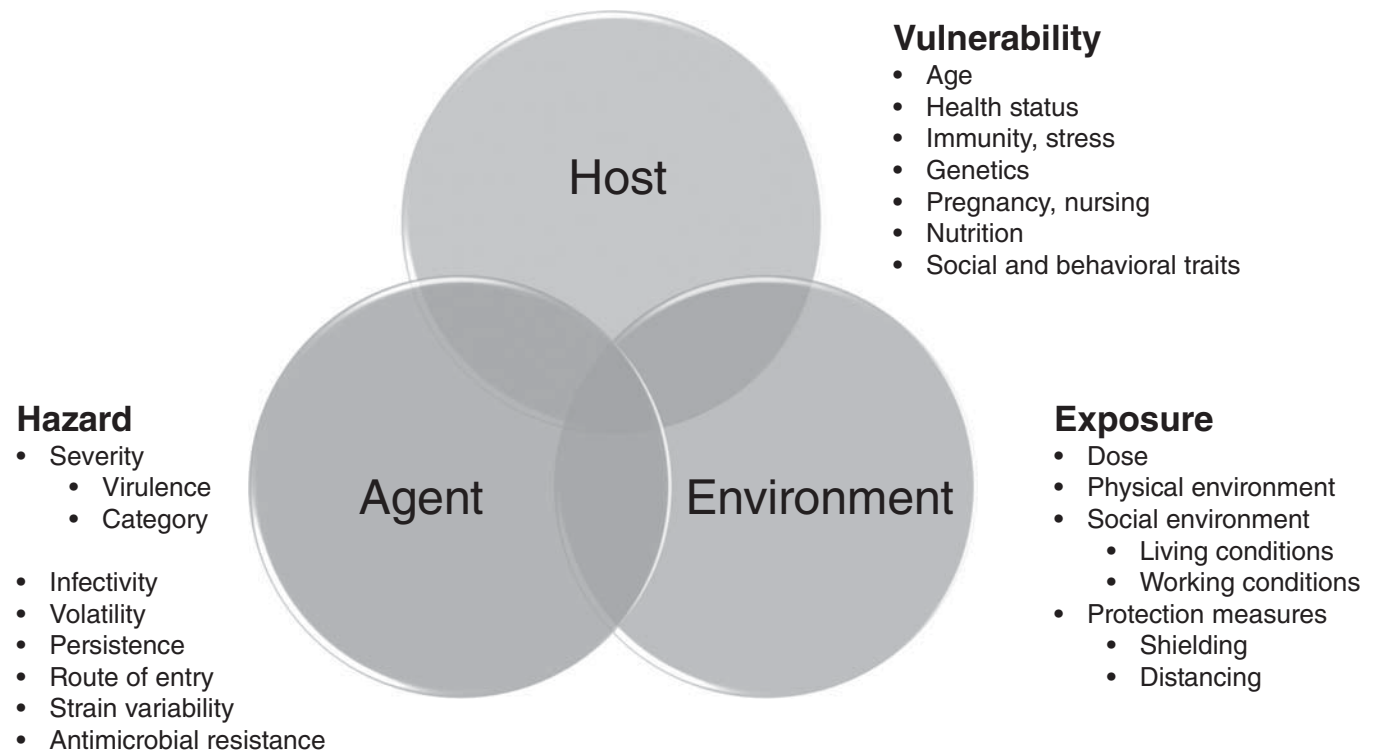 Vulnerability
• Age
• Health status
• Immunity, stress
• Genetics
• Pregnancy, nursing
• Nutrition
• Social and behavioral traits
Host
Hazard
• Severity
• Virulence
• Category
• Infectivity
• Volatility
• Persistence
• Route of entry
• Strain variability
• Antimicrobial resistance
Agent
Environment
Exposure
• Dose
• Physical environment
• Social environment
• Living conditions
• Working conditions
• Protection measures
• Shielding
• Distancing